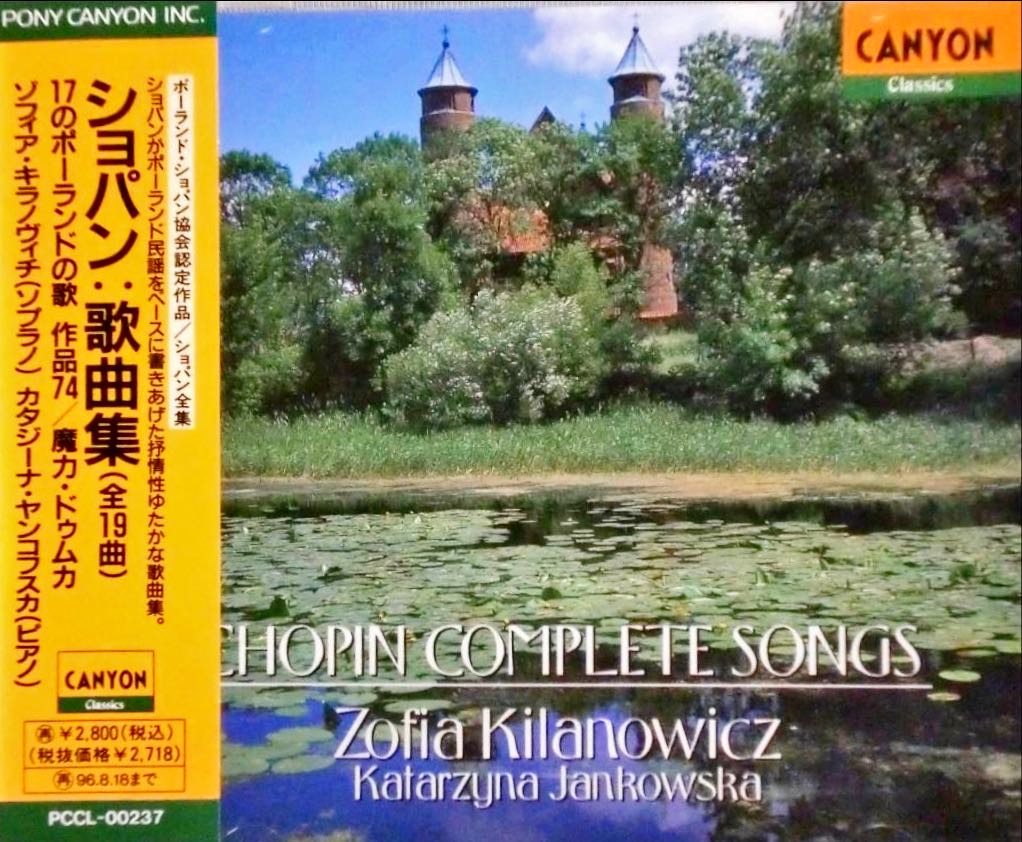 PONY CANYON INC.
ポーランド・ショパン協会認定作品／ショパン全集
ショパンがポーランド民謡をベースに書きあげた抒情性ゆたかな歌曲集。
ショパン:歌曲集(全19曲)
17のポーランドの歌 作品74／魔力・ドゥムカ
ソフィア・キラノヴィチ(ソプラノ) カタジーナ・ヤンコフスカ(ピアノ)
CANYON
Classics
再¥2,800(税込)
(税抜価格¥2,718)
再96.8.18まで
PCCL-00237
CANYON
Classics
CHOPIN COMPLETE SONGS
Zofia Kilanowicz
Katarzyna Jankowska